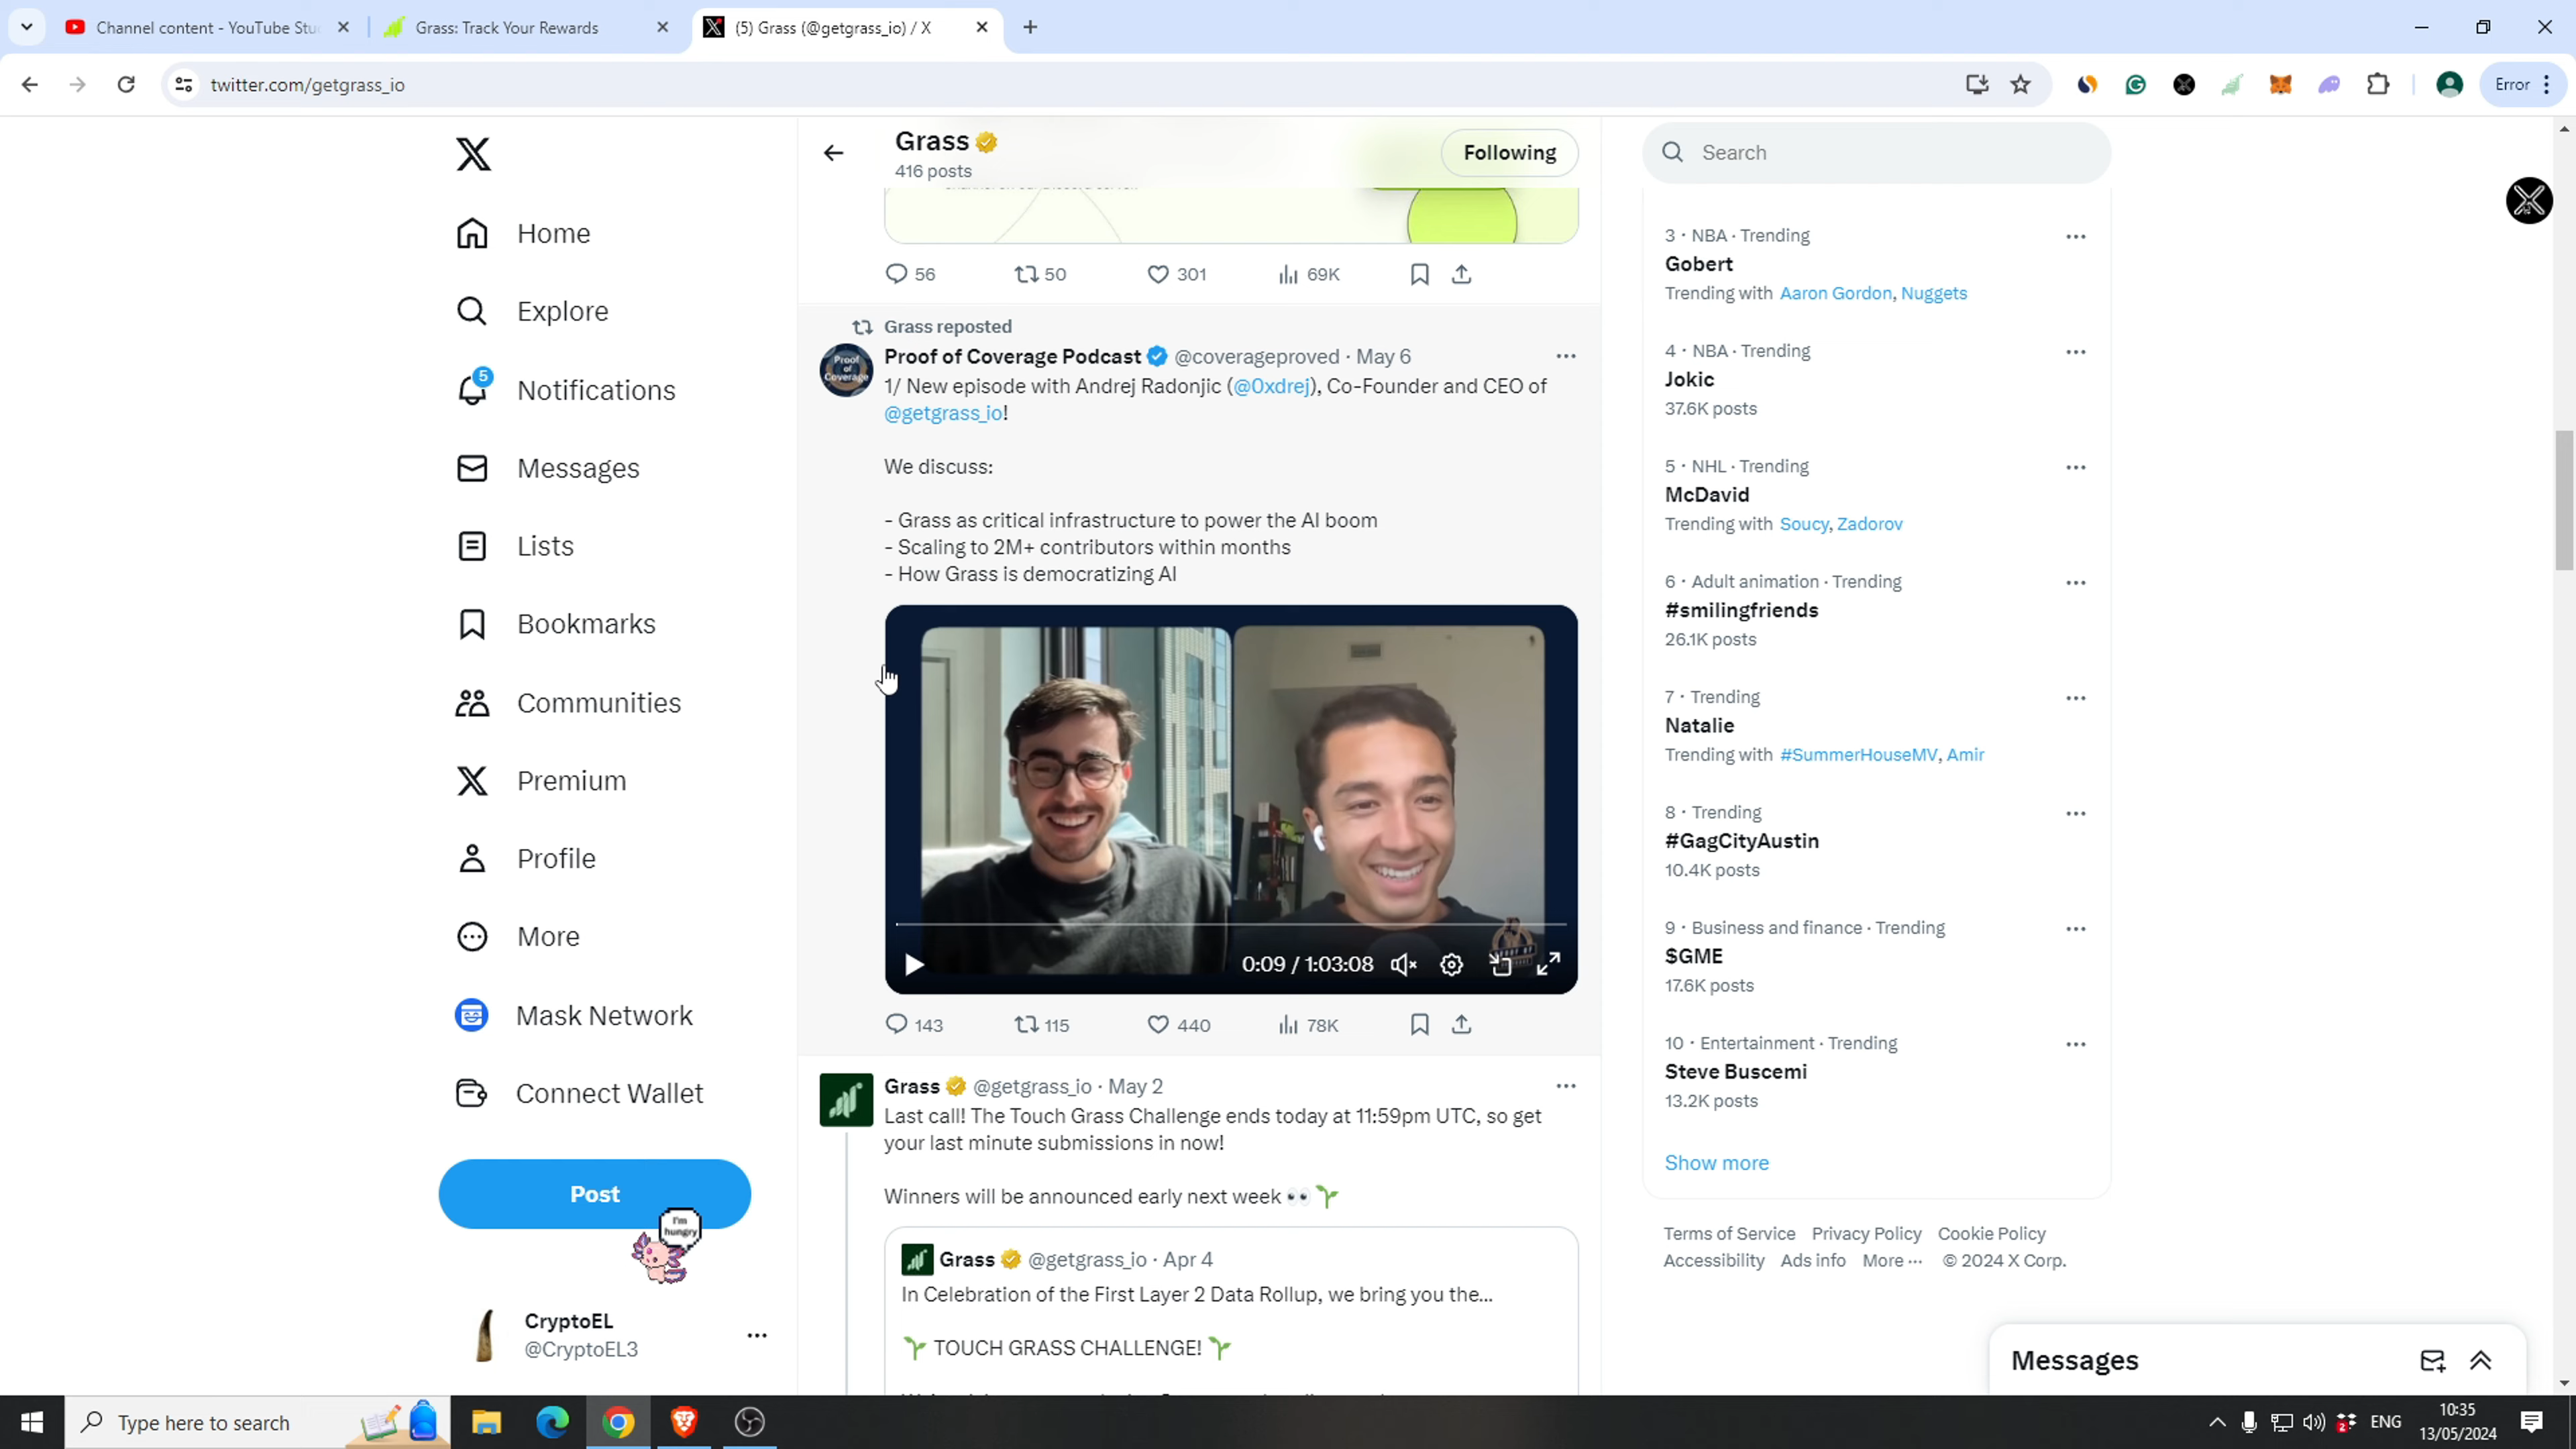 Channel content - YouTube Stu
Grass: Track Your Rewards
(5) Grass (@getgrass_io) / X
twitter.com/getgrass_io
Error
Home
Explore
5
Notifications
Messages
Lists
Bookmarks
Communities
Premium
Profile
More
Mask Network
Connect Wallet
Post
I'm
hungry
CryptoEL
@CryptoEL3
Grass
416 posts
Following
56 50 301 69K
Grass reposted
Proof of Coverage
Proof of Coverage Podcast @coverageproved · May 6
1/ New episode with Andrej Radonjic (@0xdrej), Co-Founder and CEO of
@getgrass_io!
We discuss:
- Grass as critical infrastructure to power the AI boom
- Scaling to 2M+ contributors within months
- How Grass is democratizing AI
0:09 / 1:03:08
143 115 440 78K
Grass @getgrass_io · May 2
Last call! The Touch Grass Challenge ends today at 11:59pm UTC, so get
your last minute submissions in now!
Winners will be announced early next week 👀 🌱
Grass @getgrass_io · Apr 4
In Celebration of the First Layer 2 Data Rollup, we bring you the...
🌱 TOUCH GRASS CHALLENGE! 🌱
Search
3 · NBA · Trending
Gobert
Trending with Aaron Gordon, Nuggets
4 · NBA · Trending
Jokic
37.6K posts
5 · NHL · Trending
McDavid
Trending with Soucy, Zadorov
6 · Adult animation · Trending
#smilingfriends
26.1K posts
7 · Trending
Natalie
Trending with #SummerHouseMV, Amir
8 · Trending
#GagCityAustin
10.4K posts
9 · Business and finance · Trending
$GME
17.6K posts
10 · Entertainment · Trending
Steve Buscemi
13.2K posts
Show more
Terms of Service Privacy Policy Cookie Policy
Accessibility Ads info More ··· © 2024 X Corp.
Messages
Type here to search
2
ENG
10:35
13/05/2024